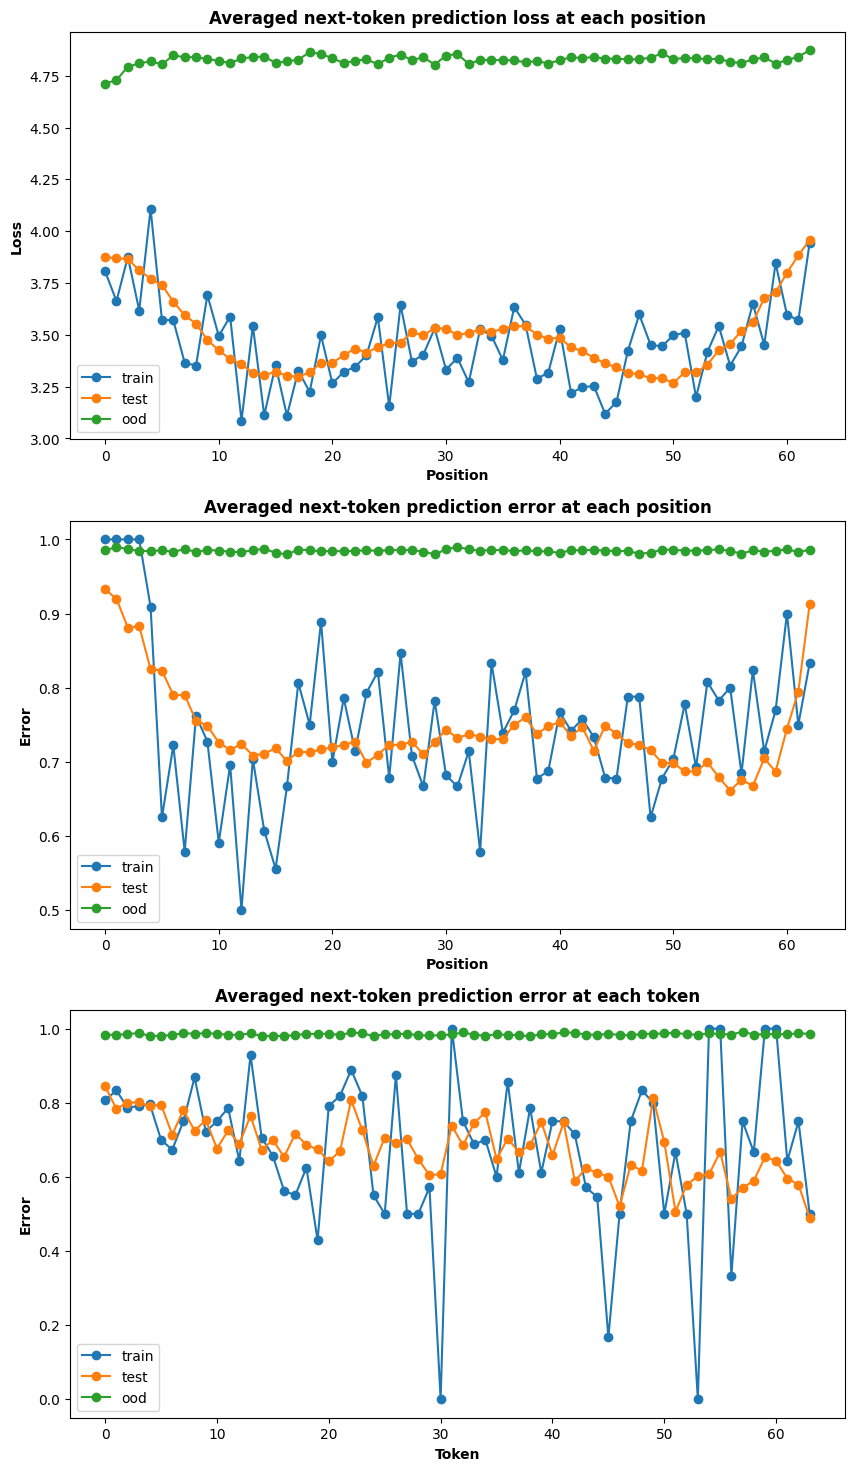 Averaged next-token prediction loss at each position
4.75
4.50
4.25
4.00
3.75
3.50
3.25
3.00
Loss
train
test
ood
0 10 20 30 40 50 60
Position
Averaged next-token prediction error at each position
1.0
0.9
0.8
0.7
0.6
0.5
Error
train
test
ood
0 10 20 30 40 50 60
Position
Averaged next-token prediction error at each token
1.0
0.8
0.6
0.4
0.2
0.0
Error
train
test
ood
0 10 20 30 40 50 60
Token